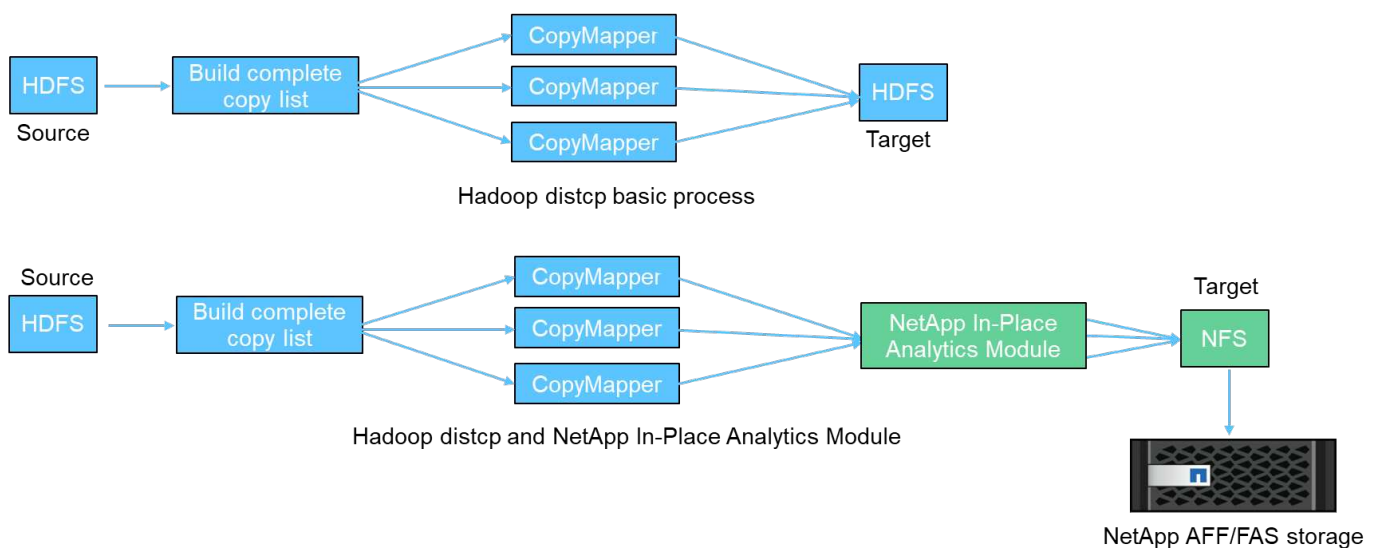 CopyMapper
HDFS
Source
Build complete
copy list
CopyMapper
CopyMapper
HDFS
Target
Hadoop distcp basic process
Source
HDFS
Build complete
copy list
CopyMapper
CopyMapper
CopyMapper
NetApp In-Place
Analytics Module
Target
NFS
Hadoop distcp and NetApp In-Place Analytics Module
NetApp AFF/FAS storage